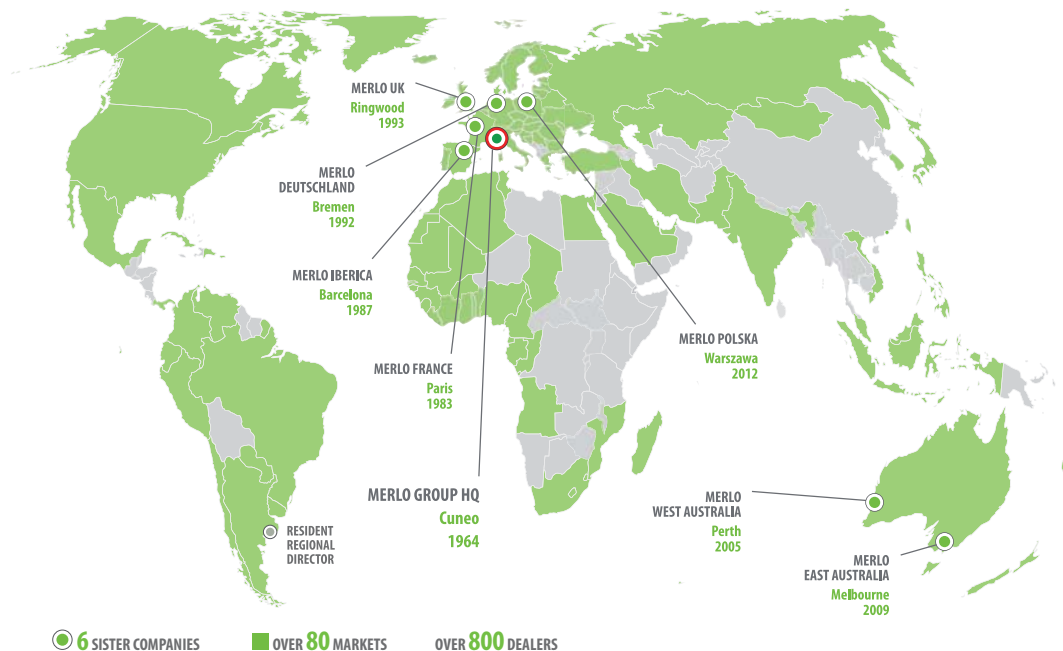 MERLO UK
Ringwood
1993
MERLO
DEUTSCHLAND
Bremen
1992
MERLO IBERICA
Barcelona
1987
MERLO FRANCE
Paris
1983
MERLO GROUP HQ
Cuneo
1964
MERLO POLSKA
Warszawa
2012
MERLO
WEST AUSTRALIA
Perth
2005
MERLO
EAST AUSTRALIA
Melbourne
2009
RESIDENT
REGIONAL
DIRECTOR
6 SISTER COMPANIES
OVER 80 MARKETS
OVER 800 DEALERS